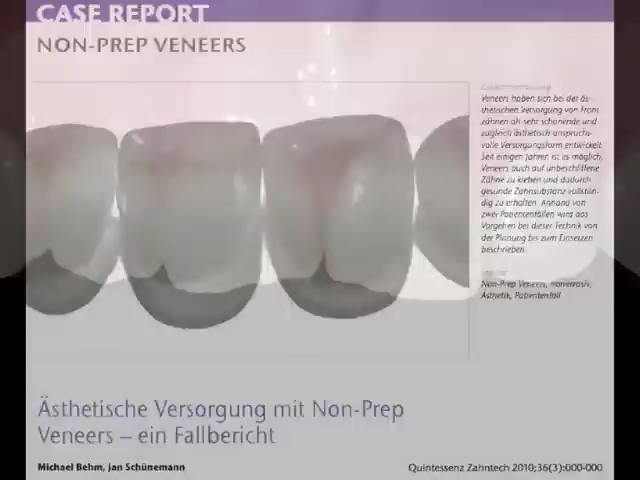 CASE REPORT
NON-PREP VENEERS
Zusammenfassung
Veneers haben sich bei der äs-
thetischen Versorgung von Front-
zähnen als sehr schonende und
zugleich ästhetisch anspruchs-
volle Versorgungsform entwickelt.
Seit einigen Jahren ist es möglich,
Veneers auch auf unbeschliffene
Zähne zu kleben und dadurch
gesunde Zahnsubstanz vollstän-
dig zu erhalten. Anhand von
zwei Patientenfällen wird das
Vorgehen bei dieser Technik von
der Planung bis zum Einsetzen
beschrieben.
Non-Prep Veneers, noninvasiv,
Ästhetik, Patientenfall
Ästhetische Versorgung mit Non-Prep
Veneers – ein Fallbericht
Michael Behm, Jan Schünemann
Quintessenz Zahntech 2010;36(3):000-000